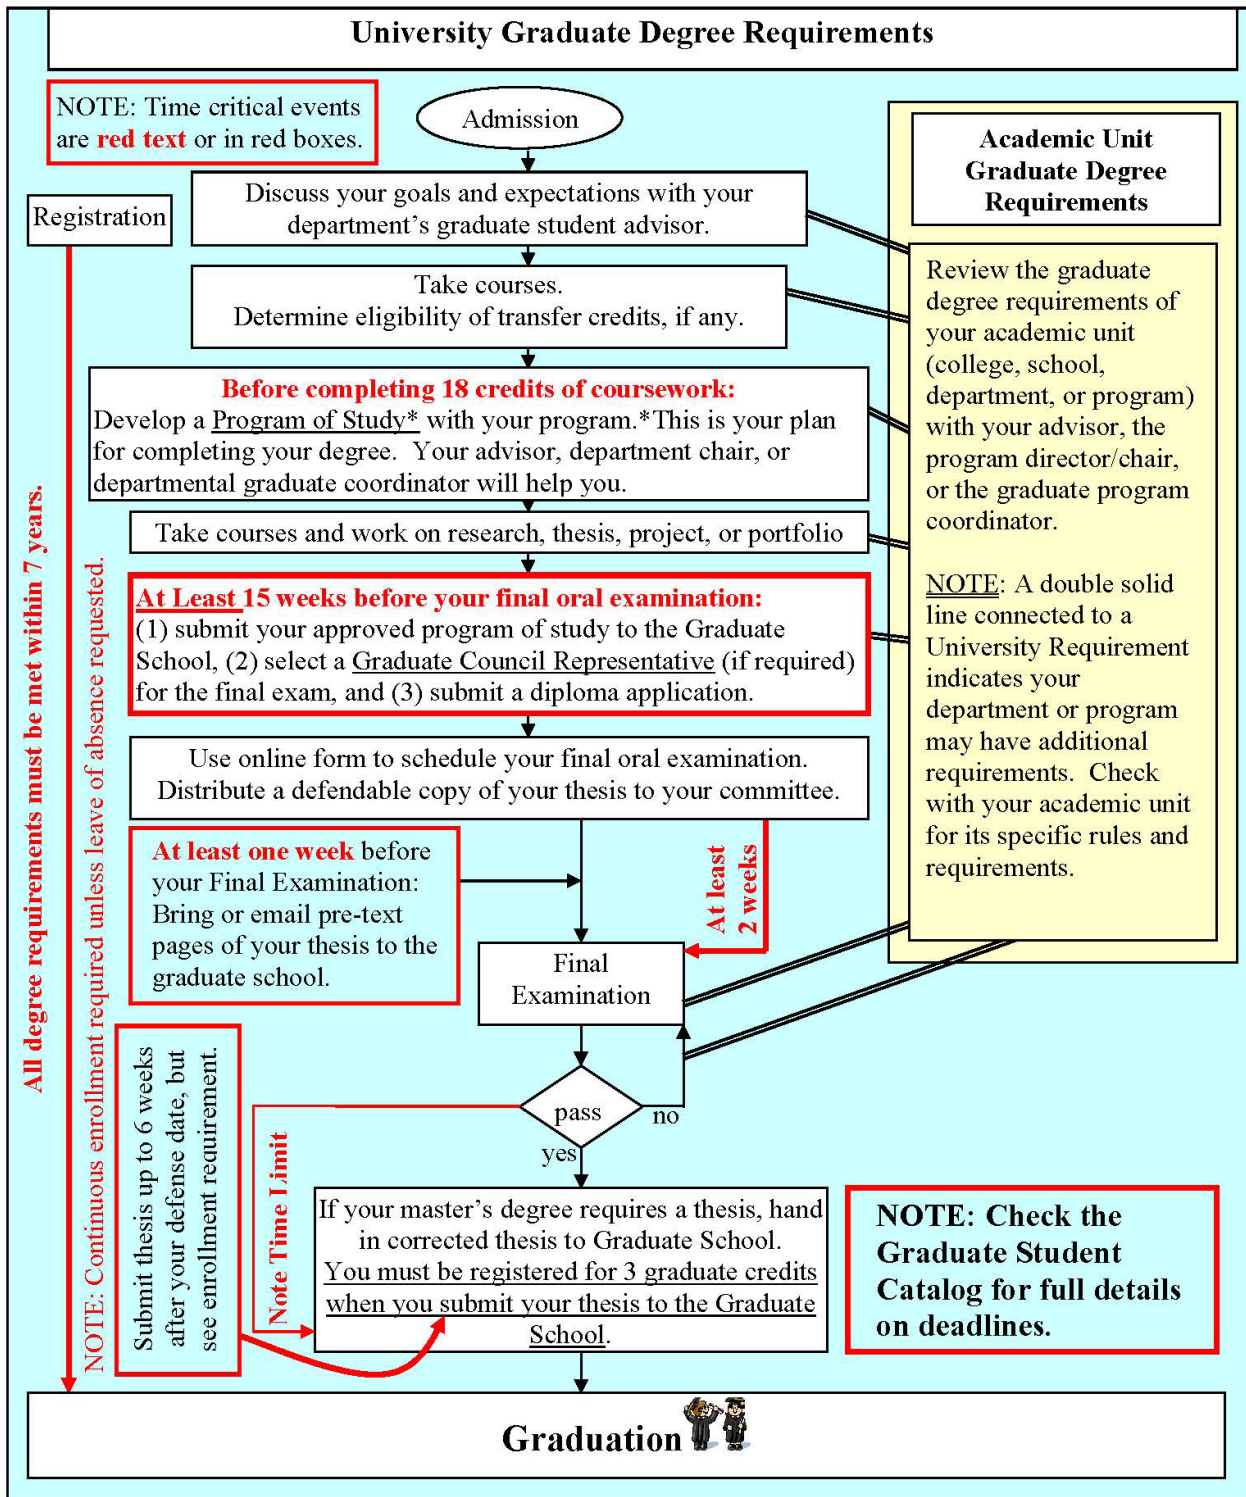 University Graduate Degree Requirements
NOTE: Time critical events
are red text or in red boxes.
Admission
Academic Unit
Graduate Degree
Requirements
Registration
Discuss your goals and expectations with your
department's graduate student advisor.
Take courses.
Determine eligibility of transfer credits, if any.
Before completing 18 credits of coursework:
Develop a Program of Study* with your program.*This is your plan
for completing your degree.  Your advisor, department chair, or
departmental graduate coordinator will help you.
Take courses and work on research, thesis, project, or portfolio
At Least 15 weeks before your final oral examination:
(1) submit your approved program of study to the Graduate
School, (2) select a Graduate Council Representative (if required)
for the final exam, and (3) submit a diploma application.
Use online form to schedule your final oral examination.
Distribute a defendable copy of your thesis to your committee.
Review the graduate
degree requirements of
your academic unit
(college, school,
department, or program)
with your advisor, the
program director/chair,
or the graduate program
coordinator.
NOTE: A double solid
line connected to a
University Requirement
indicates your
department or program
may have additional
requirements.  Check
with your academic unit
for its specific rules and
requirements.
All degree requirements must be met within 7 years.
NOTE: Continuous enrollment required unless leave of absence requested.
At least one week before
your Final Examination:
Bring or email pre-text
pages of your thesis to the
graduate school.
At least
2 weeks
Final
Examination
Submit thesis up to 6 weeks
after your defense date, but
see enrollment requirement.
pass
no
yes
Note Time Limit
If your master's degree requires a thesis, hand
in corrected thesis to Graduate School.
You must be registered for 3 graduate credits
when you submit your thesis to the Graduate
School.
NOTE: Check the
Graduate Student
Catalog for full details
on deadlines.
Graduation